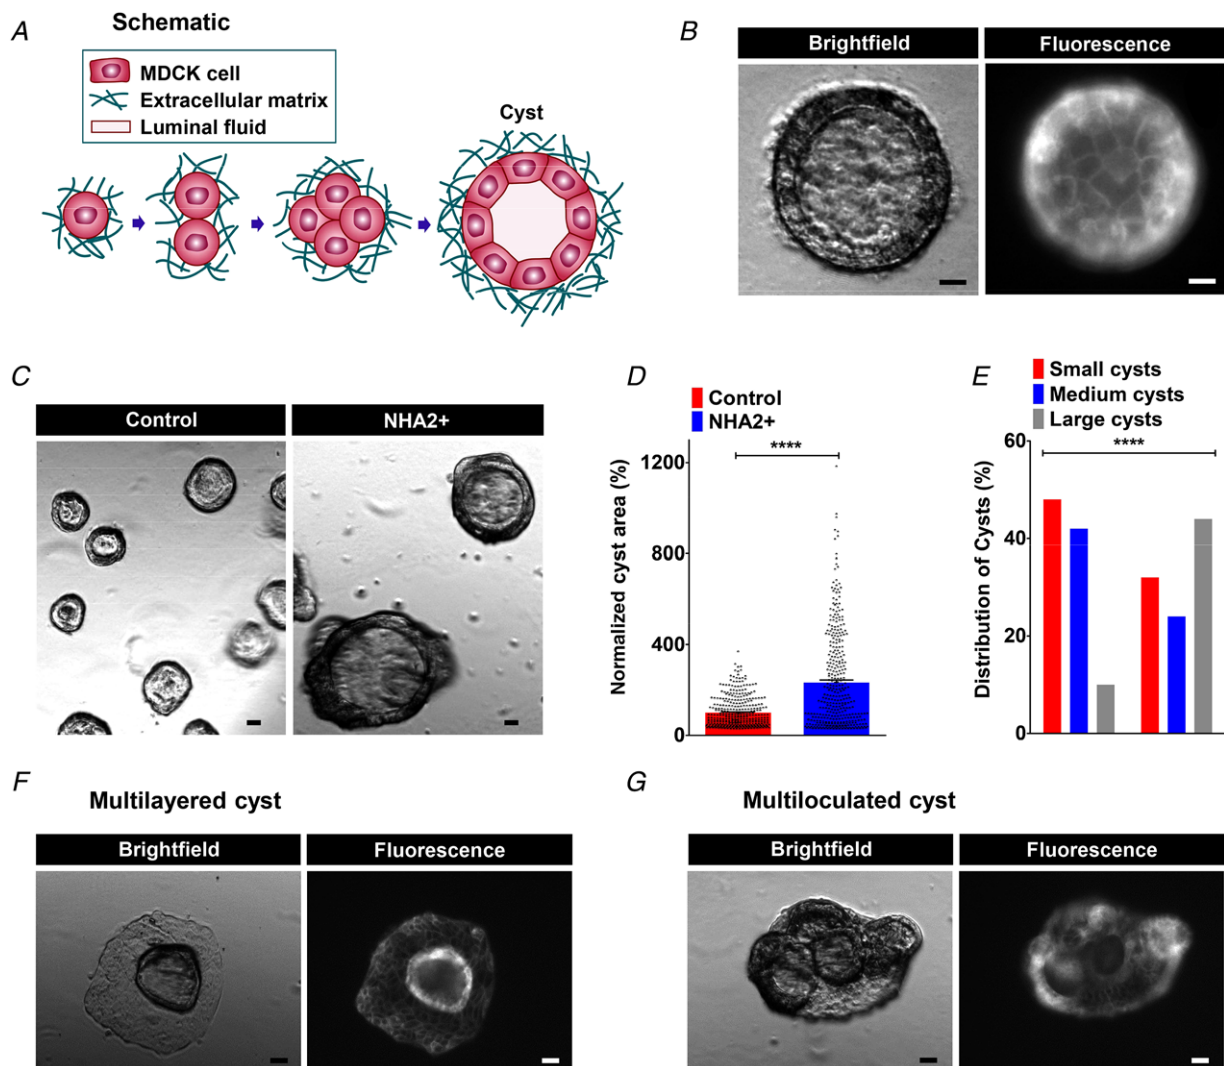 A
Schematic
MDCK cell
Extracellular matrix
Luminal fluid
Cyst
B
Brightfield
Fluorescence
C
Control
NHA2+
D
Control
NHA2+
****
Normalized cyst area (%)
1200
800
400
0
E
Small cysts
Medium cysts
Large cysts
****
Distribution of Cysts (%)
60
40
20
0
F
Multilayered cyst
Brightfield
Fluorescence
G
Multiloculated cyst
Brightfield
Fluorescence